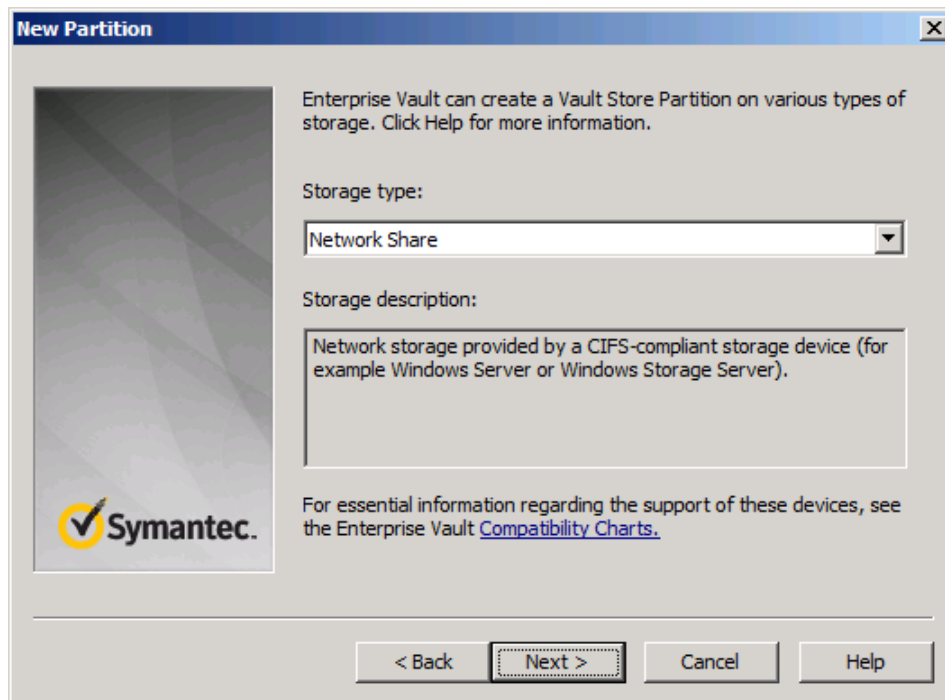 New Partition
Enterprise Vault can create a Vault Store Partition on various types of
storage. Click Help for more information.
Storage type:
Network Share
Storage description:
Network storage provided by a CIFS-compliant storage device (for
example Windows Server or Windows Storage Server).
For essential information regarding the support of these devices, see
the Enterprise Vault Compatibility Charts.
Symantec.
< Back
Next >
Cancel
Help